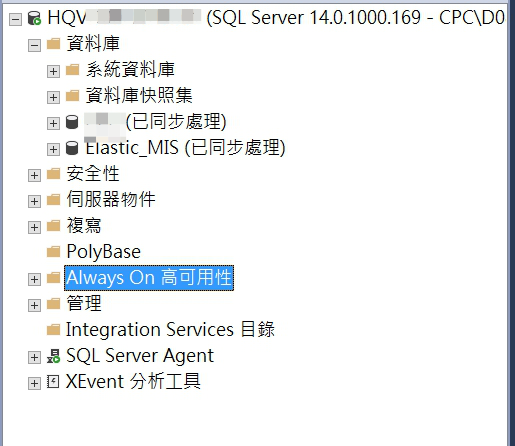 HQV (SQL Server 14.0.1000.169 - CPC\D0
資料庫
系統資料庫
資料庫快照集
(已同步處理)
Elastic_MIS (已同步處理)
安全性
伺服器物件
複寫
PolyBase
Always On 高可用性
管理
Integration Services 目錄
SQL Server Agent
XEvent 分析工具